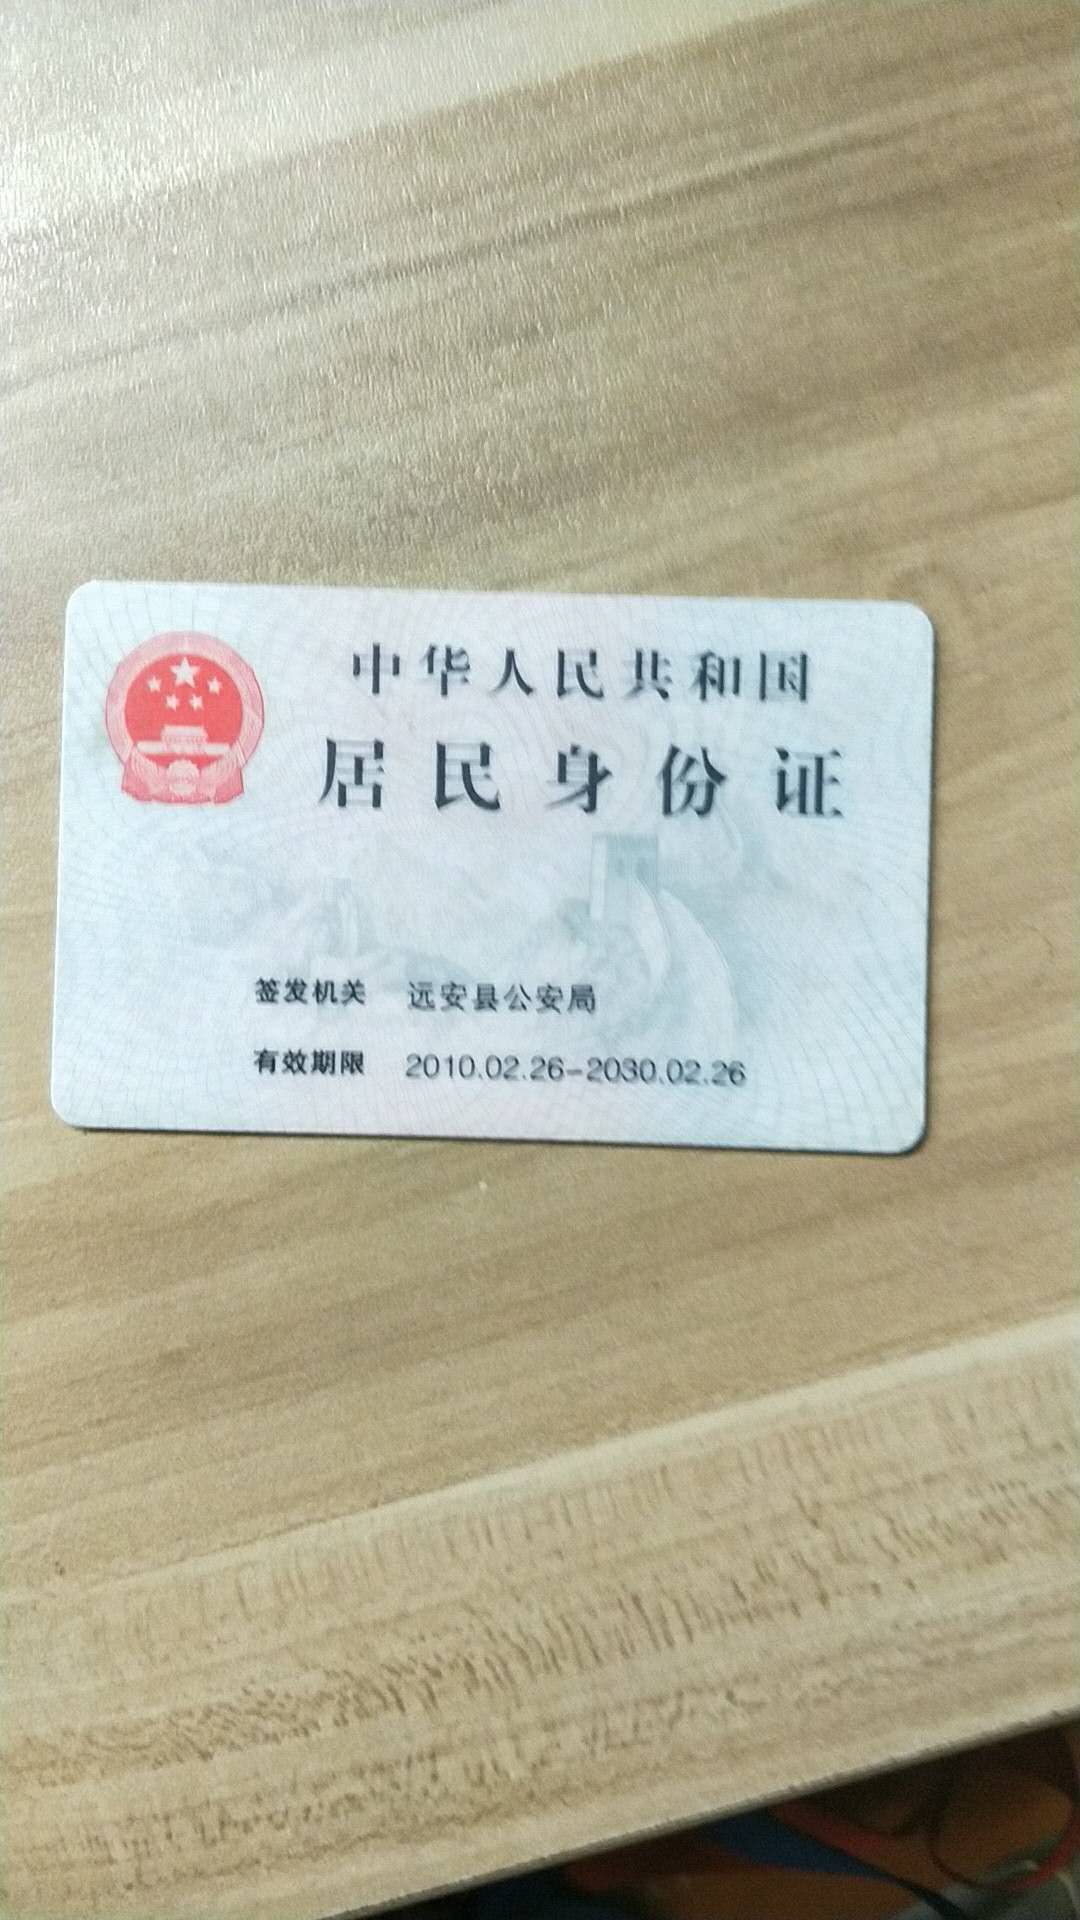 中华人民共和国
居民身份证
签发机关 远安县公安局
有效期限 2010.02.26-2030.02.26